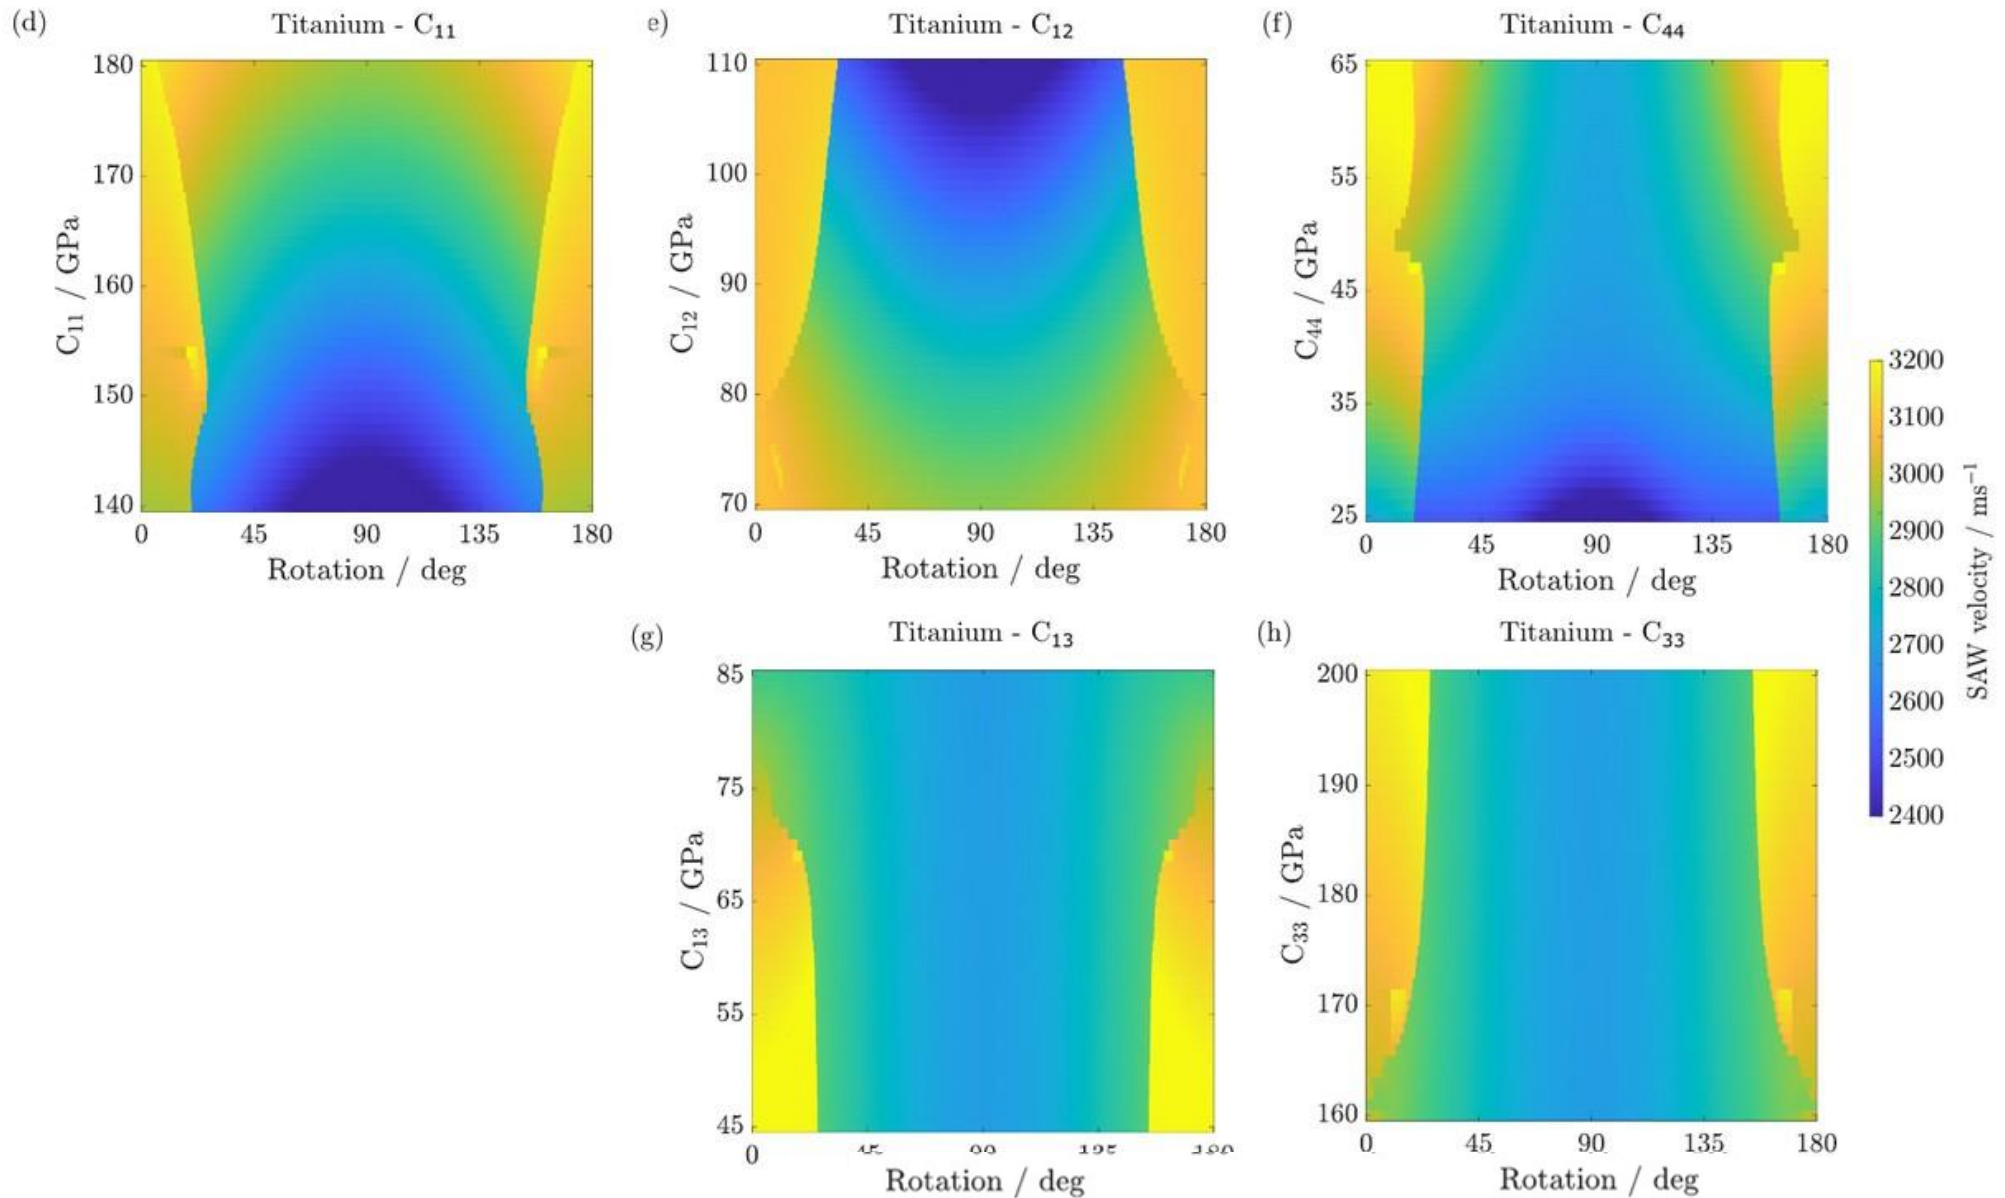 (d) Titanium - C₁₁
e) Titanium - C₁₂
(f) Titanium - C₄₄
C₁₁ / GPa
180
170
160
150
140
0 45 90 135 180
Rotation / deg
C₁₂ / GPa
110
100
90
80
70
0 45 90 135 180
Rotation / deg
C₄₄ / GPa
65
55
45
35
25
0 45 90 135 180
Rotation / deg
(g) Titanium - C₁₃
(h) Titanium - C₃₃
C₁₃ / GPa
85
75
65
55
45
0
Rotation / deg
C₃₃ / GPa
200
190
180
170
160
0 45 90 135 180
Rotation / deg
3200
3100
3000
2900
2800
2700
2600
2500
2400
SAW velocity / ms⁻¹